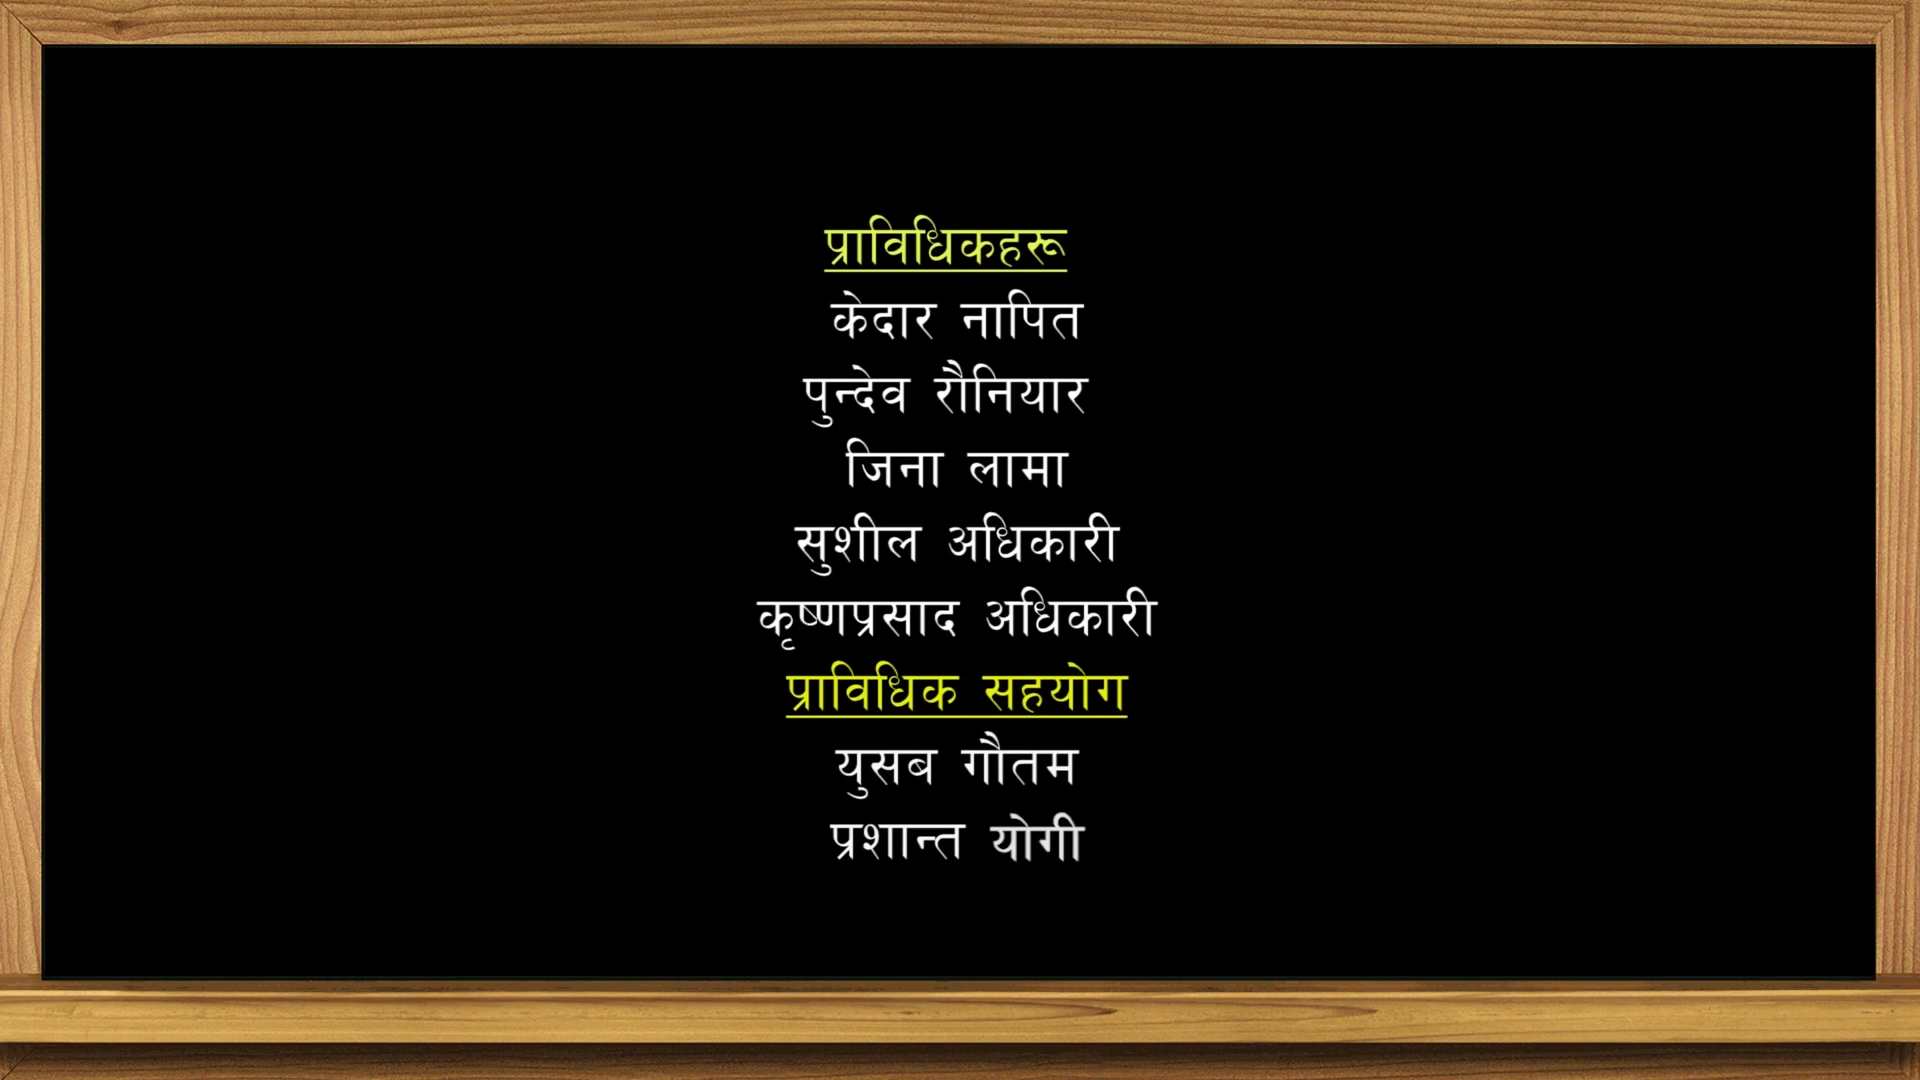 प्राविधिकहरू
केदार नापित
पुन्देव रौनियार
जिना लामा
सुशील अधिकारी
कृष्णप्रसाद अधिकारी
प्राविधिक सहयोग
युसब गौतम
प्रशान्त योगी